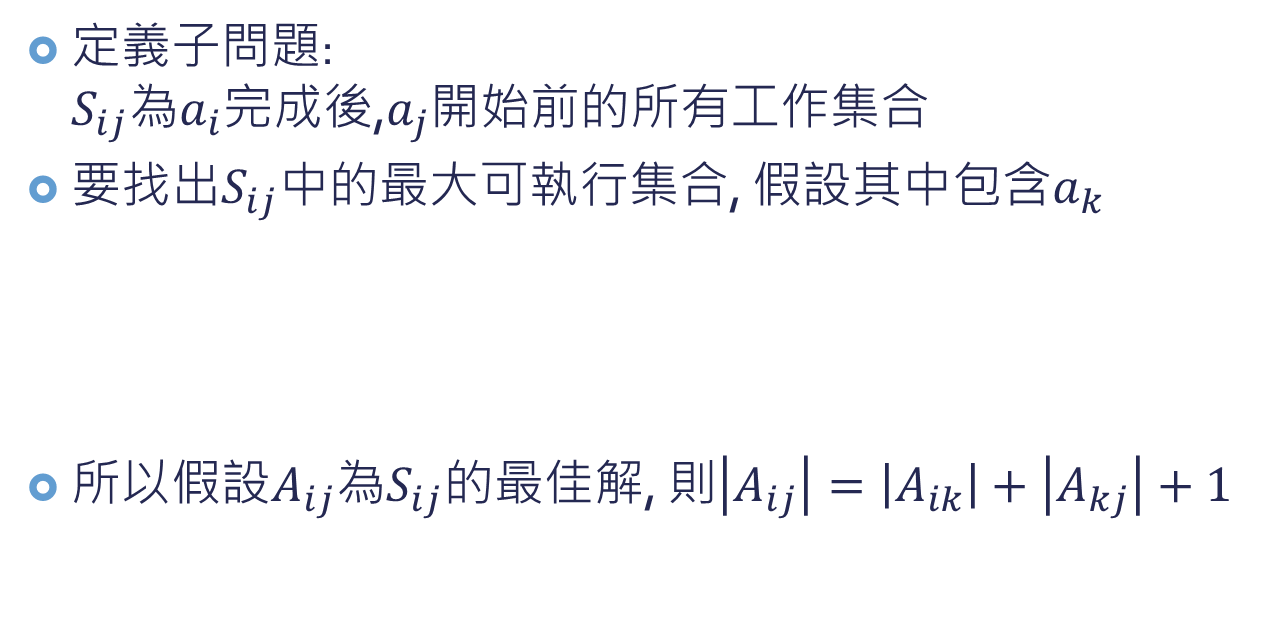 定義子問題:
S_{ij}為a_i完成後,a_j開始前的所有工作集合
要找出S_{ij}中的最大可執行集合, 假設其中包含a_k
所以假設A_{ij}為S_{ij}的最佳解, 則|A_{ij}| = |A_{ik}| + |A_{kj}| + 1